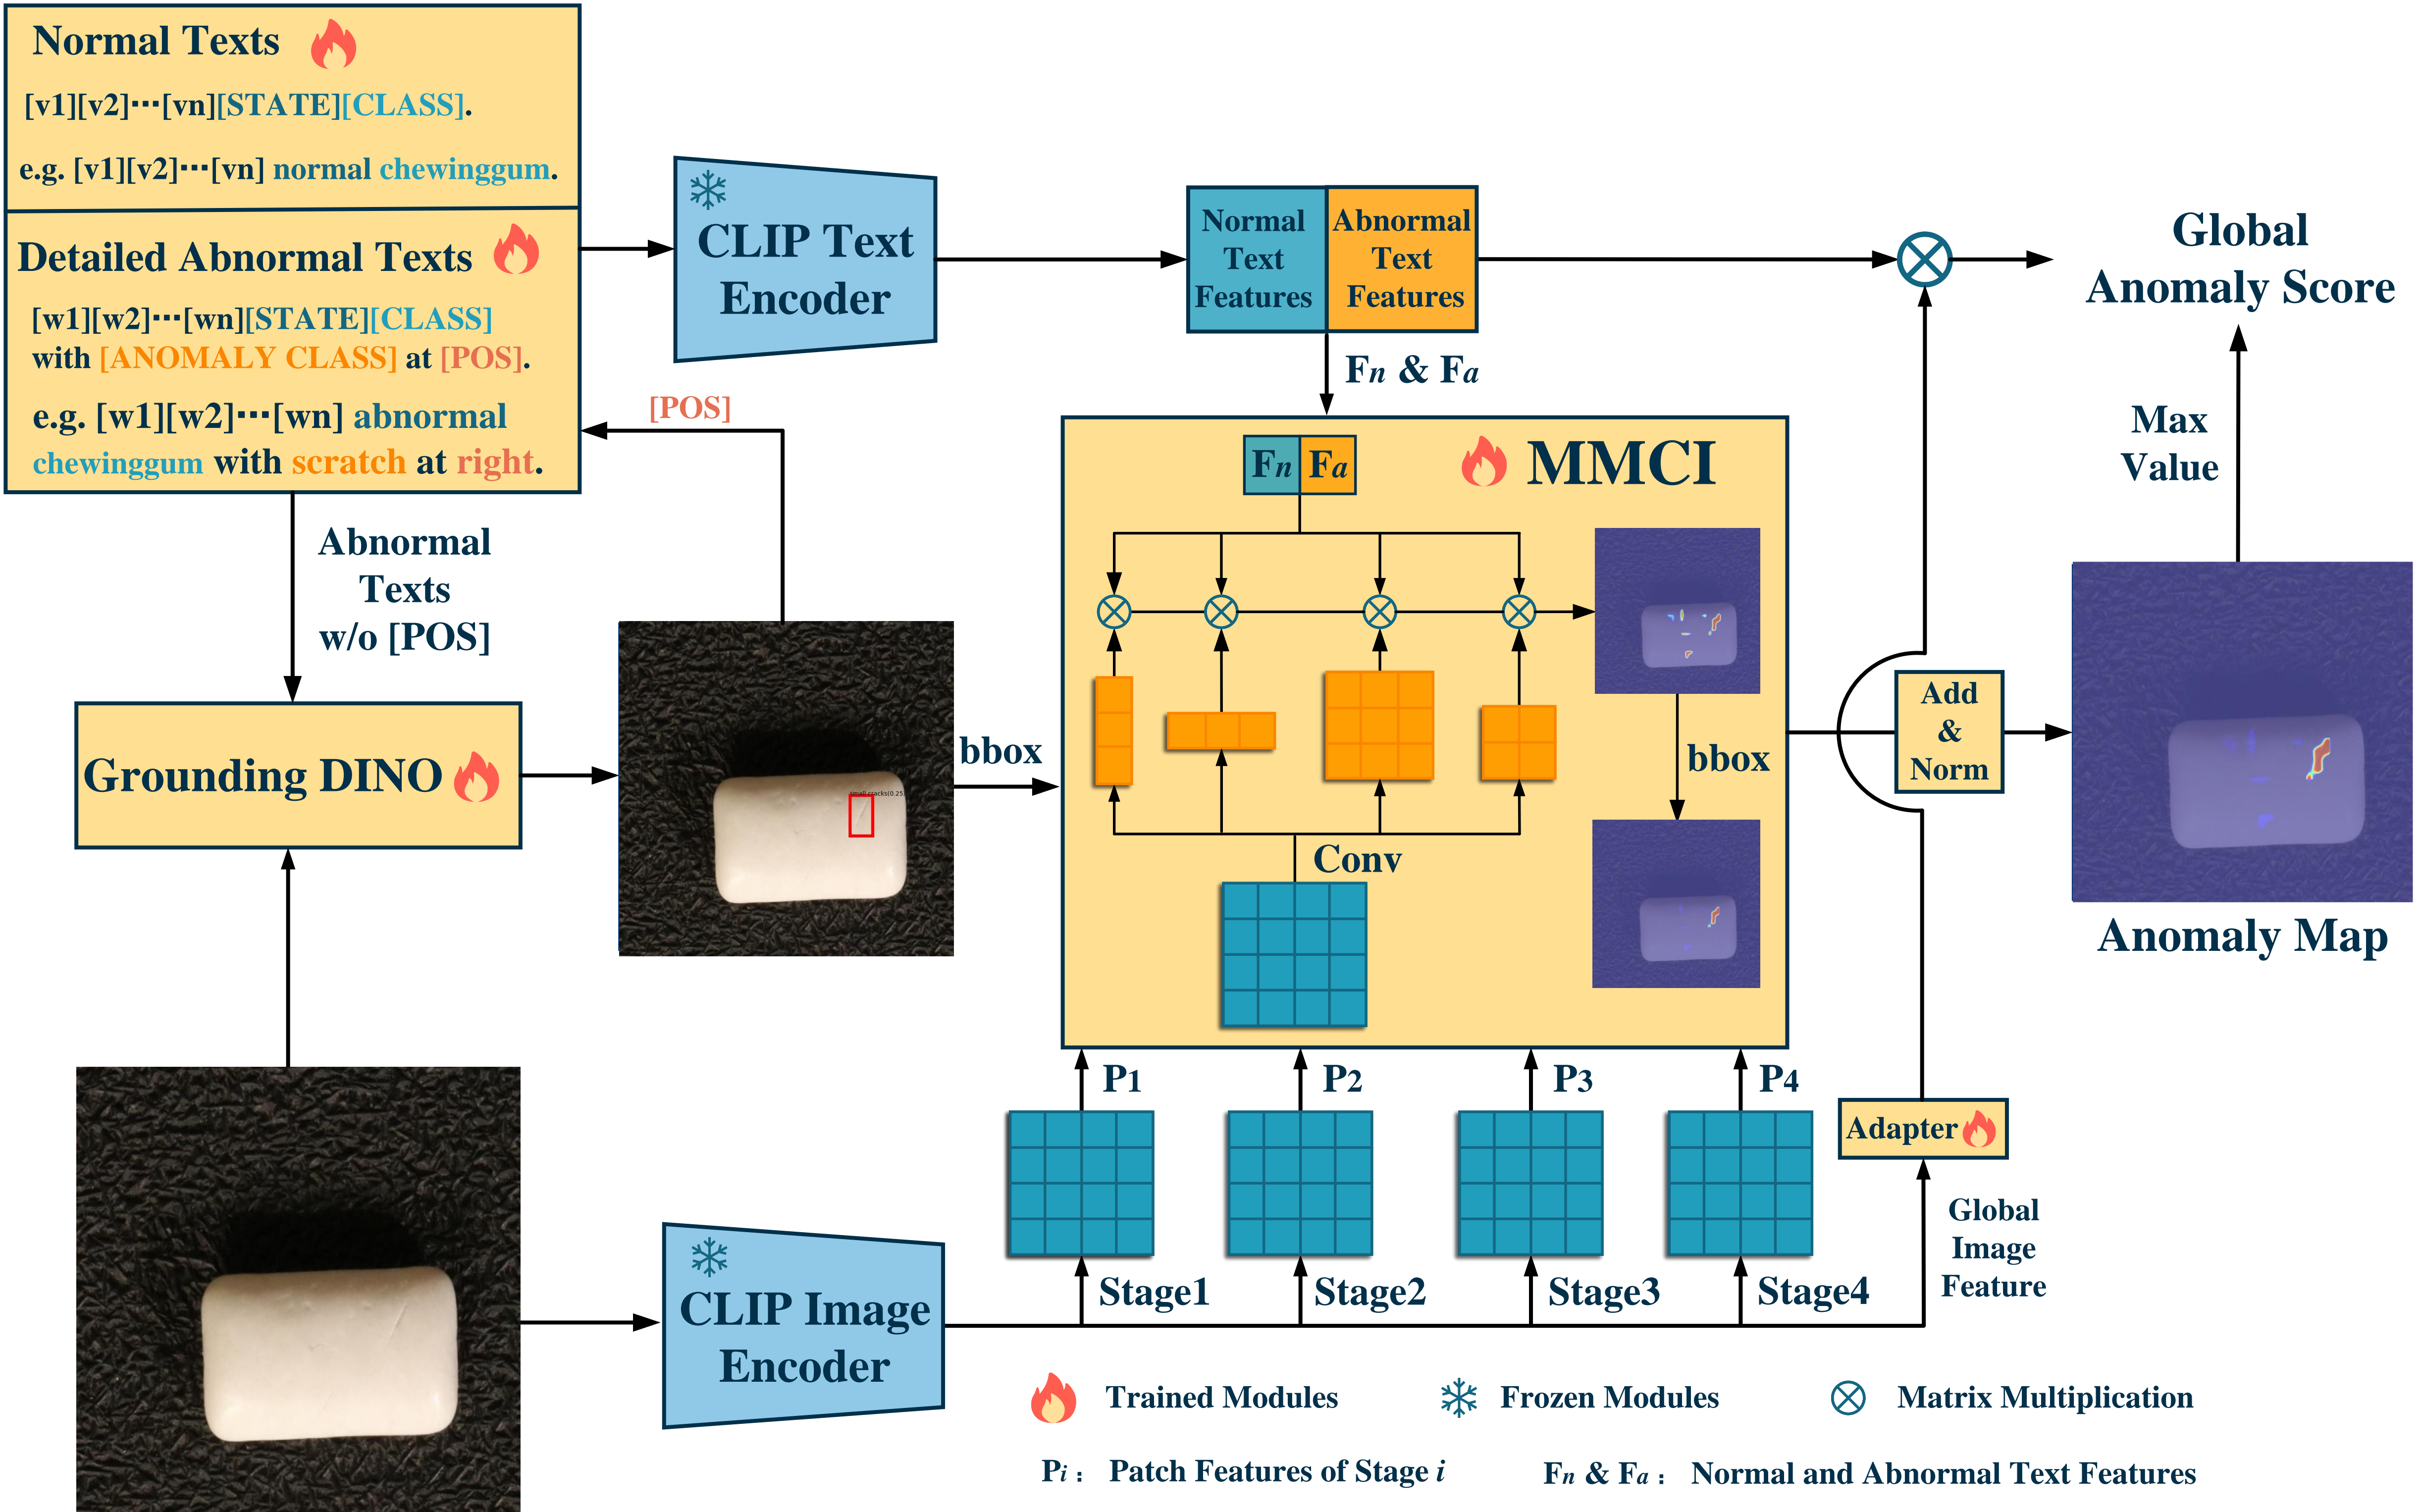 Normal Texts
[v1][v2]···[vn][STATE][CLASS].
e.g. [v1][v2]···[vn] normal chewinggum.
Detailed Abnormal Texts
[w1][w2]···[wn][STATE][CLASS]
with [ANOMALY CLASS] at [POS].
e.g. [w1][w2]···[wn] abnormal
chewinggum with scratch at right.
CLIP Text
Encoder
Normal
Text
Features
Abnormal
Text
Features
Fn & Fa
Global
Anomaly Score
Max
Value
[POS]
Abnormal
Texts
w/o [POS]
Grounding DINO
small cracks(0.25)
bbox
Fn Fa
MMCI
Conv
bbox
Add
&
Norm
Anomaly Map
P1
P2
P3
P4
Adapter
Global
Image
Feature
Stage1
Stage2
Stage3
Stage4
CLIP Image
Encoder
Trained Modules
Frozen Modules
Matrix Multiplication
Pi : Patch Features of Stage i
Fn & Fa : Normal and Abnormal Text Features